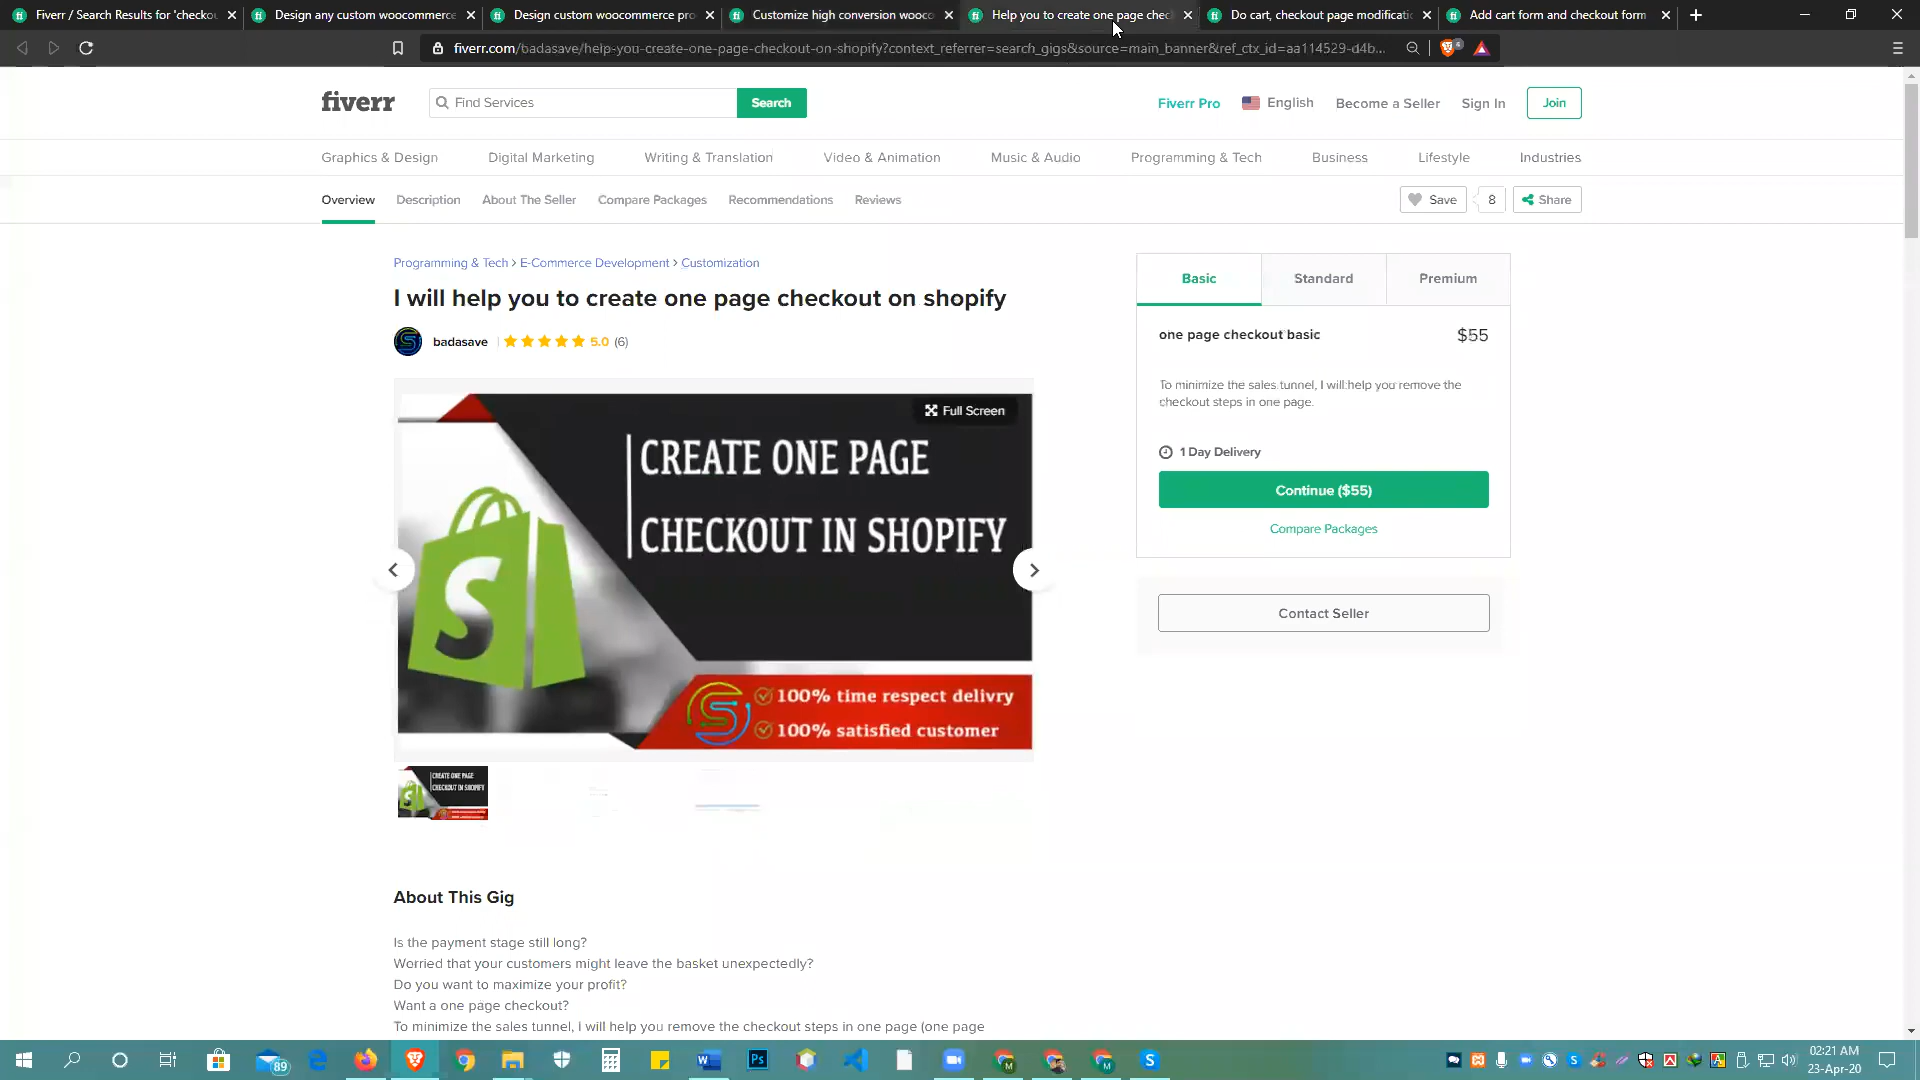 Fiverr / Search Results for 'checkou
Design any custom woocommerce
Design custom woocommerce pro
Customize high conversion wooco
Help you to create one page chec
Do cart, checkout page modificati
Add cart form and checkout form
fiverr.com/badasave/help-you-create-one-page-checkout-on-shopify?context_referrer=search_gigs&source=main_banner&ref_ctx_id=aa114529-d4b...
fiverr
Find Services
Search
Fiverr Pro
English
Become a Seller
Sign In
Join
Graphics & Design
Digital Marketing
Writing & Translation
Video & Animation
Music & Audio
Programming & Tech
Business
Lifestyle
Industries
Overview
Description
About The Seller
Compare Packages
Recommendations
Reviews
Save
8
Share
Programming & Tech > E-Commerce Development > Customization
I will help you to create one page checkout on shopify
badasave
5.0 (6)
Full Screen
CREATE ONE PAGE
CHECKOUT IN SHOPIFY
100% time respect delivry
100% satisfied customer
CREATE ONE PAGE
CHECKOUT IN SHOPIFY
Basic
Standard
Premium
one page checkout basic
$55
To minimize the sales tunnel, I will help you remove the
checkout steps in one page.
1 Day Delivery
Continue ($55)
Compare Packages
Contact Seller
About This Gig
Is the payment stage still long?
Worried that your customers might leave the basket unexpectedly?
Do you want to maximize your profit?
Want a one page checkout?
To minimize the sales tunnel, I will help you remove the checkout steps in one page (one page
89
02:21 AM
23-Apr-20